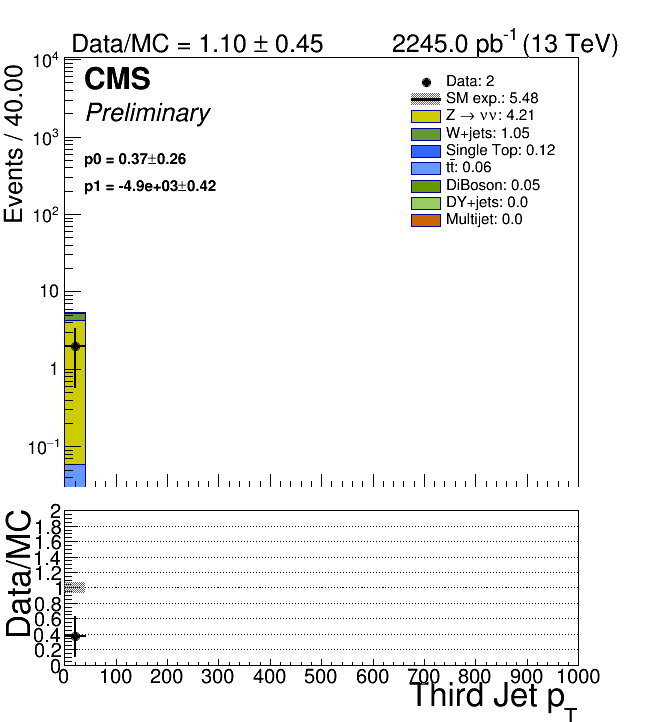 Data/MC = 1.10 ± 0.45 2245.0 pb⁻¹ (13 TeV)
CMS
Preliminary
p0 = 0.37±0.26
p1 = -4.9e+03±0.42
Data: 2
SM exp.: 5.48
Z → νν: 4.21
W+jets: 1.05
Single Top: 0.12
tt̄: 0.06
DiBoson: 0.05
DY+jets: 0.0
Multijet: 0.0
Events / 40.00
10⁴
10³
10²
10
1
10⁻¹
Data/MC
2
1.8
1.6
1.4
1.2
1
0.8
0.6
0.4
0.2
0
0 100 200 300 400 500 600 700 800 900 1000
Third Jet p_T